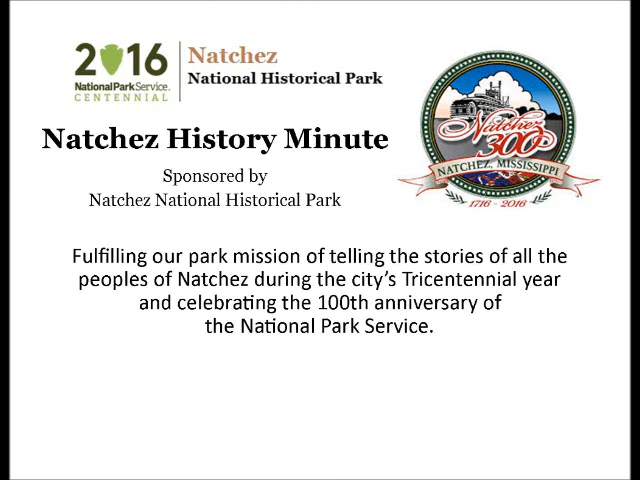 2016
National Park Service®
CENTENNIAL
Natchez
National Historical Park
Natchez History Minute
Sponsored by
Natchez National Historical Park
Natchez
300
NATCHEZ, MISSISSIPPI
1716 - 2016
Fulfilling our park mission of telling the stories of all the
peoples of Natchez during the city’s Tricentennial year
and celebrating the 100th anniversary of
the National Park Service.